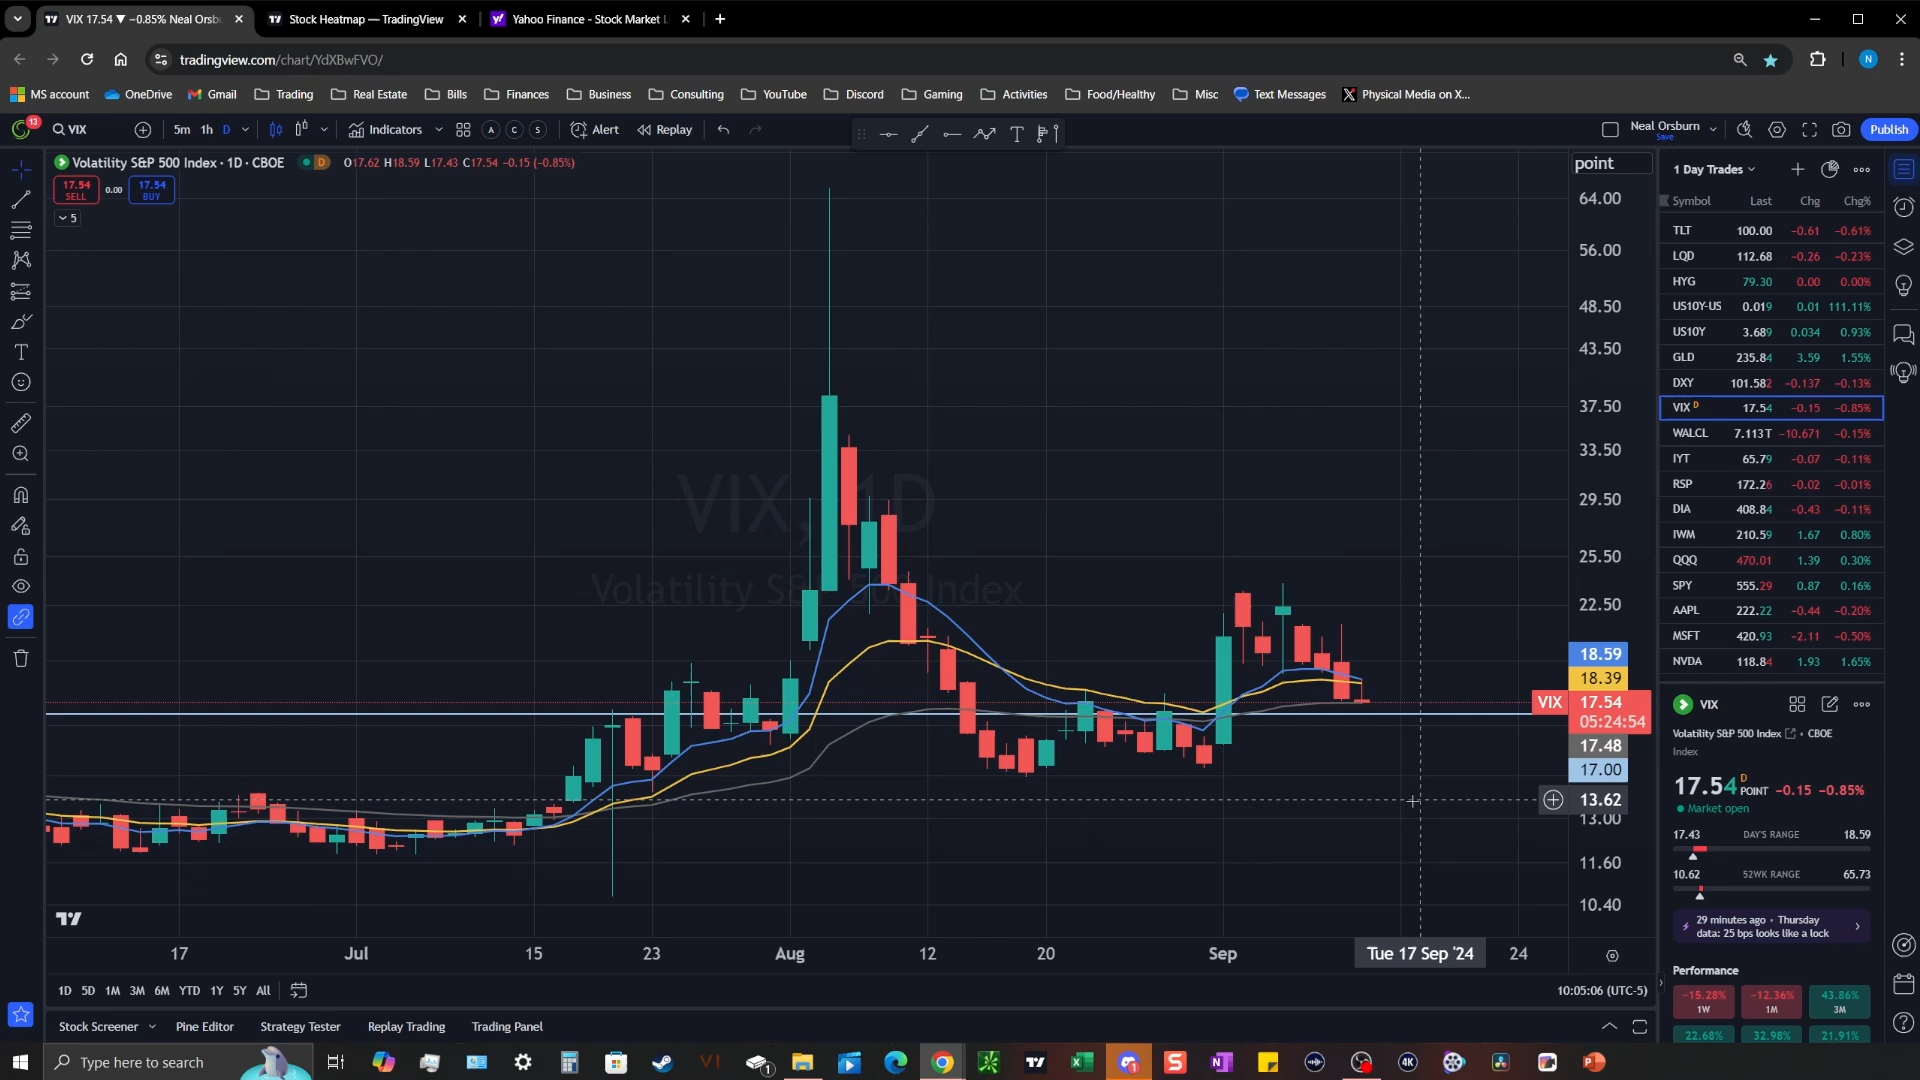 VIX 17.54 ▼ −0.85% Neal Orsb
Stock Heatmap — TradingView
Yahoo Finance - Stock Market L
tradingview.com/chart/YdXBwFVO/
N
MS account
OneDrive
Gmail
Trading
Real Estate
Bills
Finances
Business
Consulting
YouTube
Discord
Gaming
Activities
Food/Healthy
Misc
Text Messages
Physical Media on X...
13
VIX
5m 1h D
Indicators
A C S
Alert
Replay
Neal Orsburn
Save
Publish
Volatility S&P 500 Index · 1D · CBOE
D
O17.62 H18.59 L17.43 C17.54 −0.15 (−0.85%)
17.54
SELL
0.00
17.54
BUY
5
VIX, 1D
Volatility S&P 500 Index
point
64.00
56.00
48.50
43.50
37.50
33.50
29.50
25.50
22.50
18.59
18.39
VIX 17.54
05:24:54
17.48
17.00
13.62
13.00
11.60
10.40
17 Jul 15 23 Aug 12 20 Sep Tue 17 Sep '24 24
1D 5D 1M 3M 6M YTD 1Y 5Y All
10:05:06 (UTC-5)
Stock Screener
Pine Editor
Strategy Tester
Replay Trading
Trading Panel
1 Day Trades
Symbol Last Chg Chg%
TLT 100.00 −0.61 −0.61%
LQD 112.68 −0.26 −0.23%
HYG 79.30 0.00 0.00%
US10Y-US 0.019 0.01 111.11%
US10Y 3.689 0.034 0.93%
GLD 235.84 3.59 1.55%
DXY 101.582 −0.137 −0.13%
VIX D 17.54 −0.15 −0.85%
WALCL 7.113T −10.671 −0.15%
IYT 65.79 −0.07 −0.11%
RSP 172.26 −0.02 −0.01%
DIA 408.84 −0.43 −0.11%
IWM 210.59 1.67 0.80%
QQQ 470.01 1.39 0.30%
SPY 555.29 0.87 0.16%
AAPL 222.22 −0.44 −0.20%
MSFT 420.93 −2.11 −0.50%
NVDA 118.84 1.93 1.65%
VIX
Volatility S&P 500 Index · CBOE
Index
17.54 D POINT −0.15 −0.85%
Market open
17.43 DAY'S RANGE 18.59
10.62 52WK RANGE 65.73
29 minutes ago · Thursday
data: 25 bps looks like a lock
Performance
−15.28% −12.36% 43.86%
1W 1M 3M
22.68% 32.98% 21.91%
Type here to search